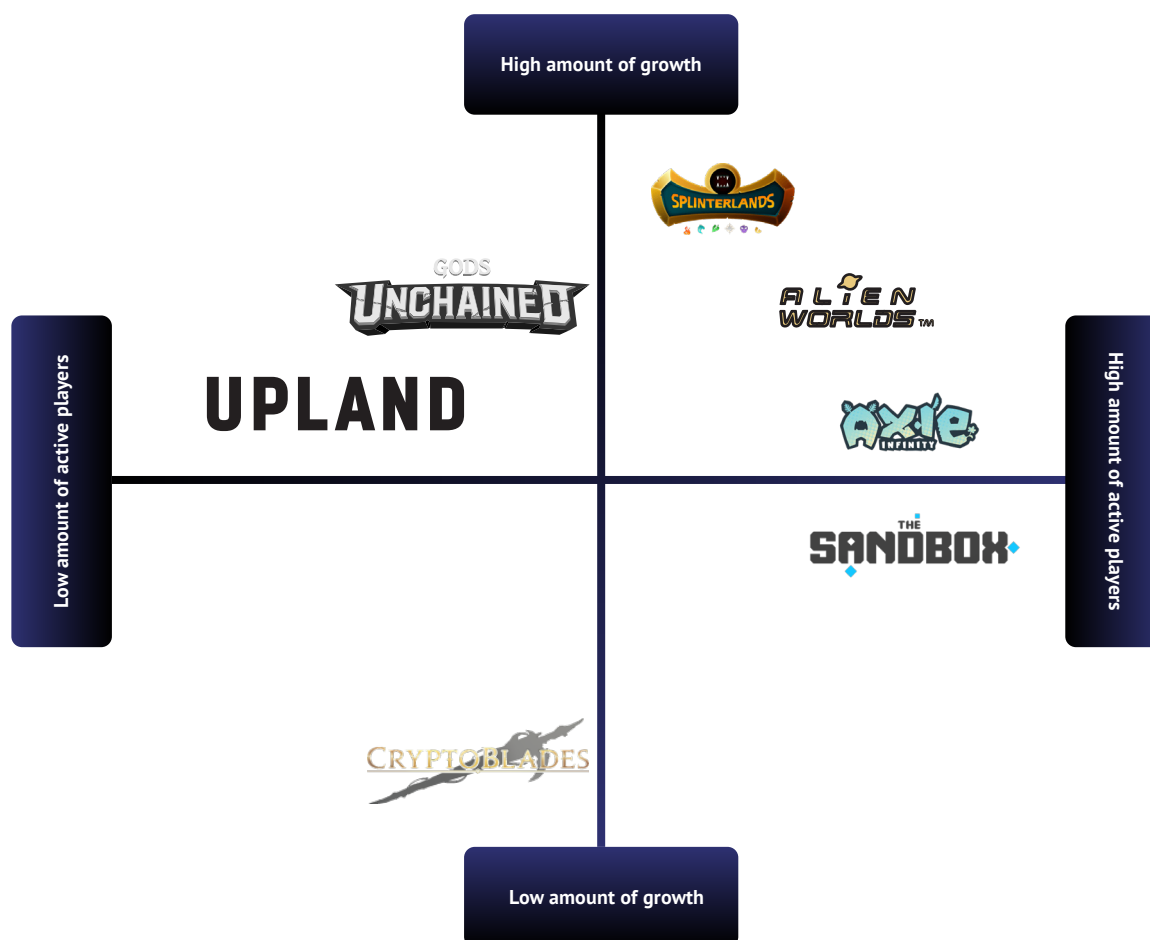 High amount of growth
SPLINTERLANDS
GODS
UNCHAINED
ALIEN
WORLDS™
Low amount of active players
High amount of active players
UPLAND
AXIE
INFINITY
THE
SANDBOX
CRYPTOBLADES
Low amount of growth